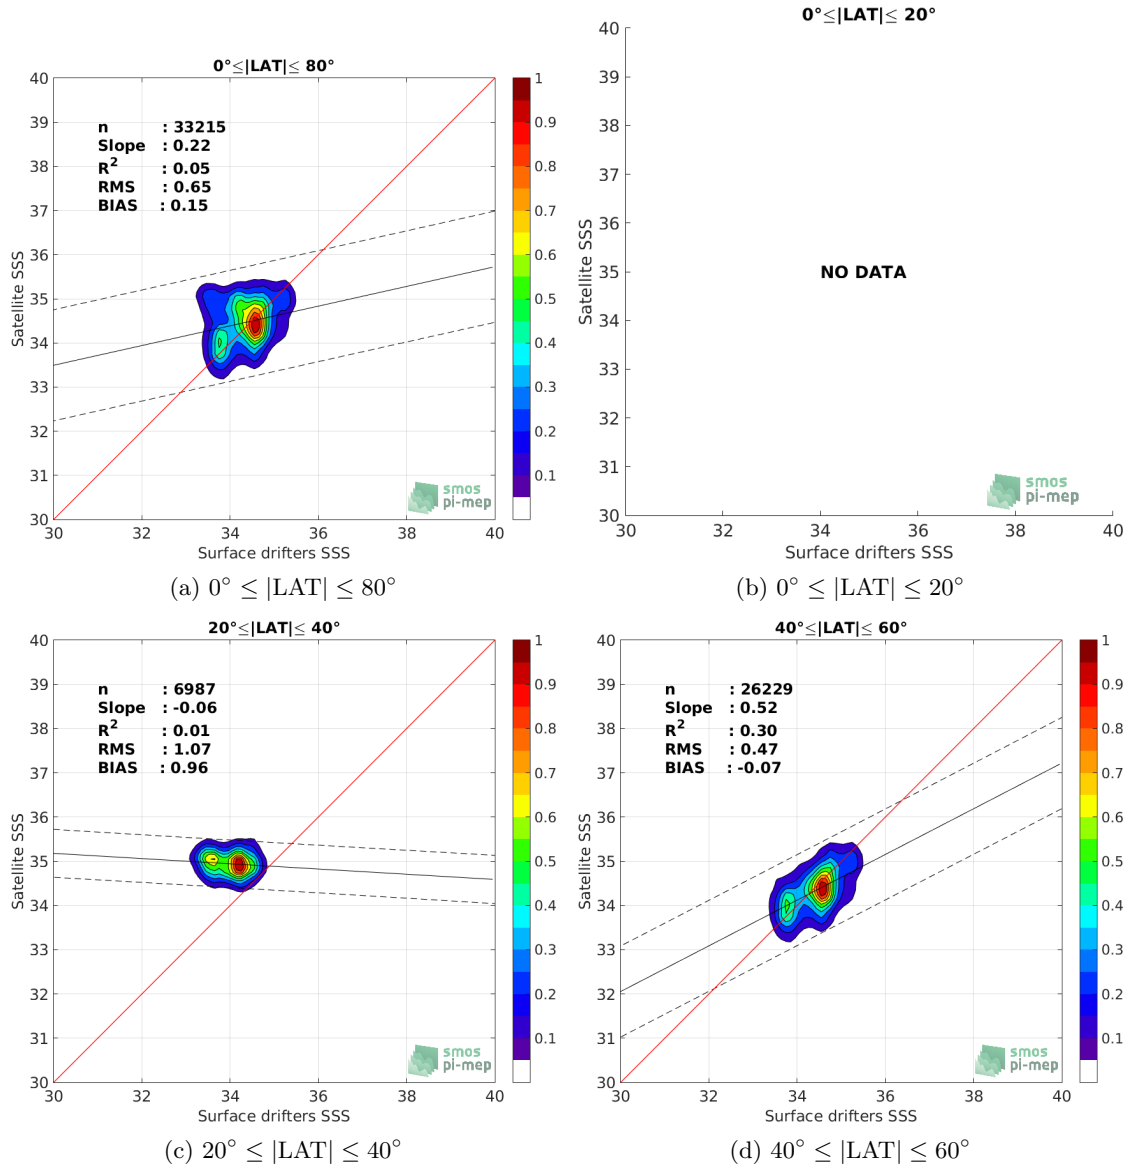 0°≤|LAT|≤ 80°
n : 33215
Slope : 0.22
R² : 0.05
RMS : 0.65
BIAS : 0.15
40
39
38
37
36
35
34
33
32
31
30
30 32 34 36 38 40
Satellite SSS
Surface drifters SSS
1
0.9
0.8
0.7
0.6
0.5
0.4
0.3
0.2
0.1
smos
pi-mep
(a) 0° ≤ |LAT| ≤ 80°
0°≤|LAT|≤ 20°
40
39
38
37
36
35
34
33
32
31
30
30 32 34 36 38 40
Satellite SSS
NO DATA
Surface drifters SSS
smos
pi-mep
(b) 0° ≤ |LAT| ≤ 20°
20°≤|LAT|≤ 40°
n : 6987
Slope : -0.06
R² : 0.01
RMS : 1.07
BIAS : 0.96
40
39
38
37
36
35
34
33
32
31
30
30 32 34 36 38 40
Satellite SSS
Surface drifters SSS
1
0.9
0.8
0.7
0.6
0.5
0.4
0.3
0.2
0.1
smos
pi-mep
(c) 20° ≤ |LAT| ≤ 40°
40°≤|LAT|≤ 60°
n : 26229
Slope : 0.52
R² : 0.30
RMS : 0.47
BIAS : -0.07
40
39
38
37
36
35
34
33
32
31
30
30 32 34 36 38 40
Satellite SSS
Surface drifters SSS
1
0.9
0.8
0.7
0.6
0.5
0.4
0.3
0.2
0.1
smos
pi-mep
(d) 40° ≤ |LAT| ≤ 60°